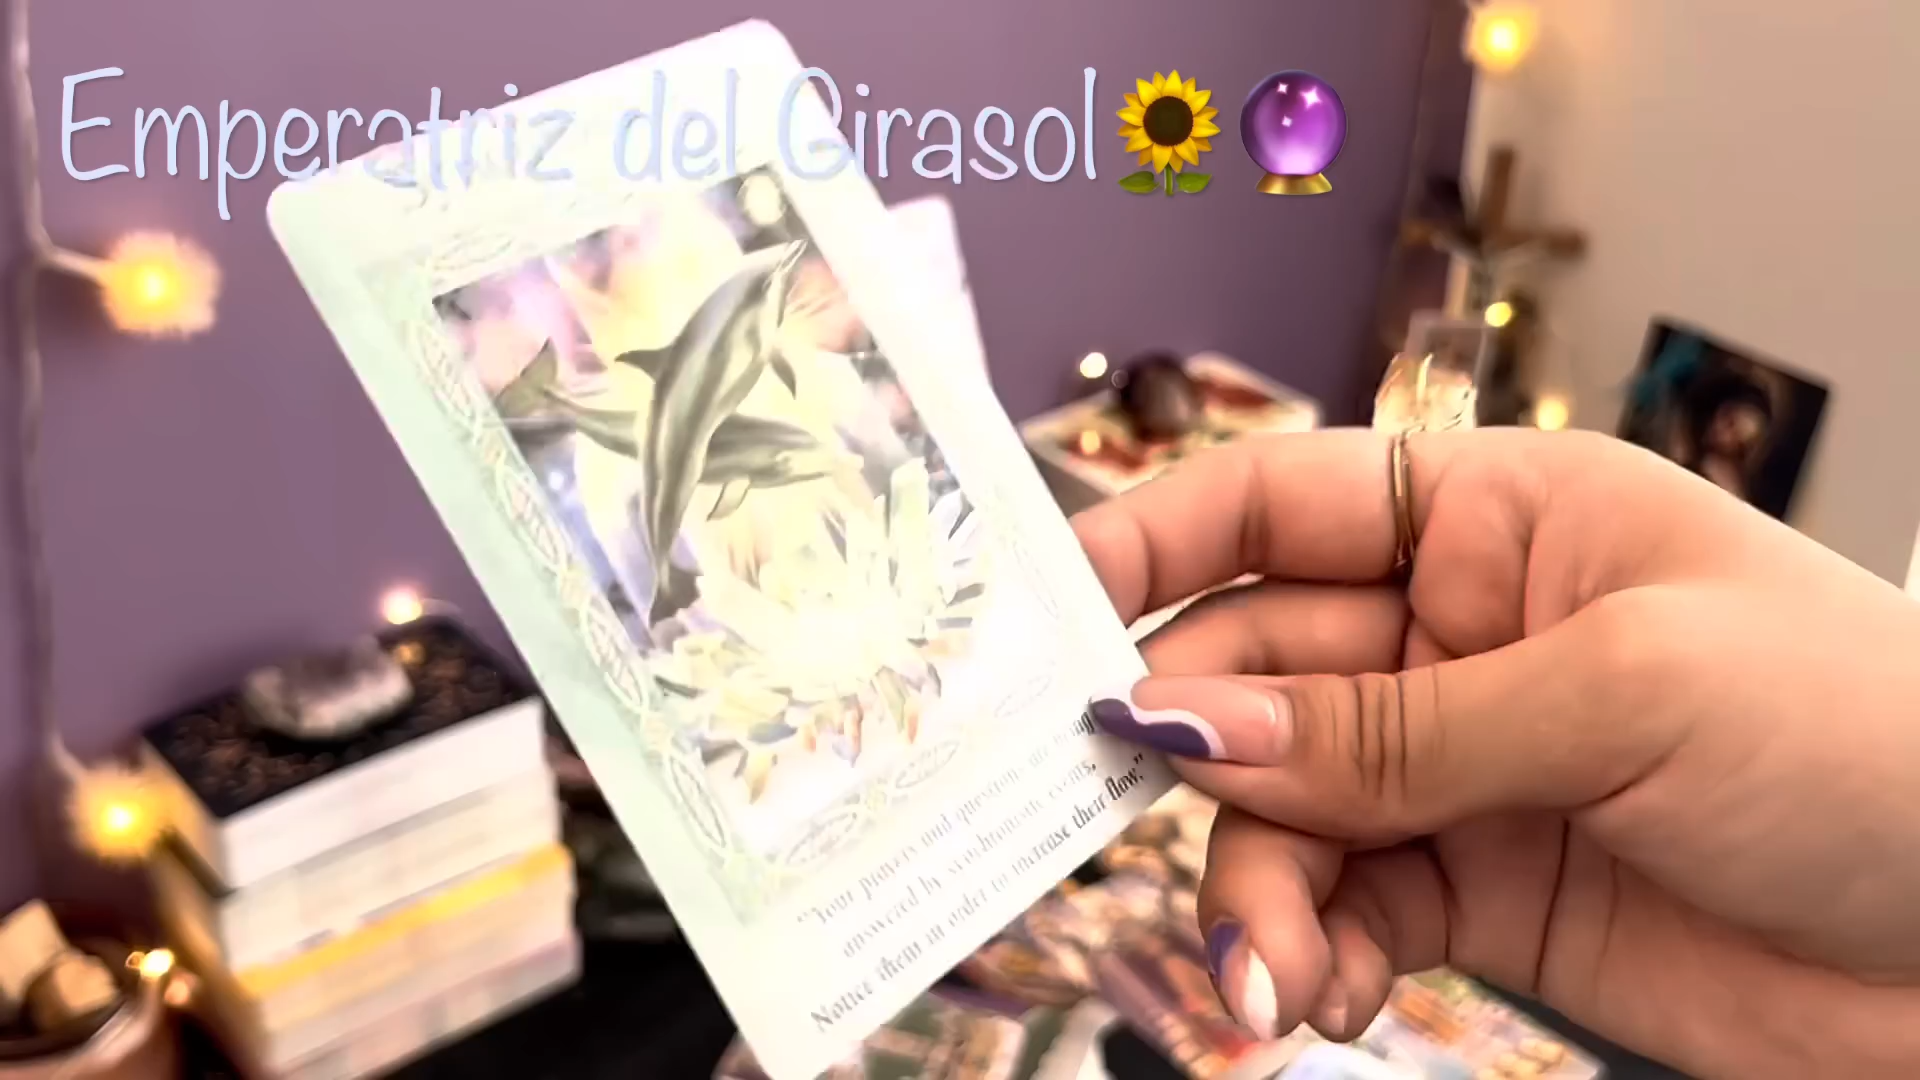 Emperatriz del Girasol🌻🔮
"Your prayers and questions are being
answered by synchronistic events.
Notice them in order to increase their flow."